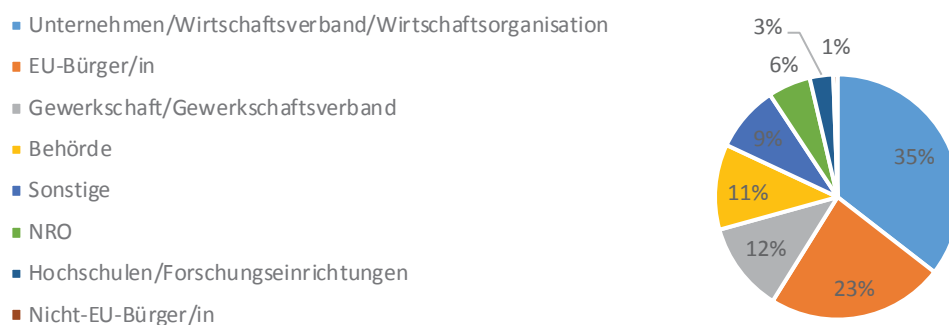 Unternehmen/Wirtschaftsverband/Wirtschaftsorganisation
EU-Bürger/in
Gewerkschaft/Gewerkschaftsverband
Behörde
Sonstige
NRO
Hochschulen/Forschungseinrichtungen
Nicht-EU-Bürger/in
3%
1%
6%
9%
35%
11%
12%
23%